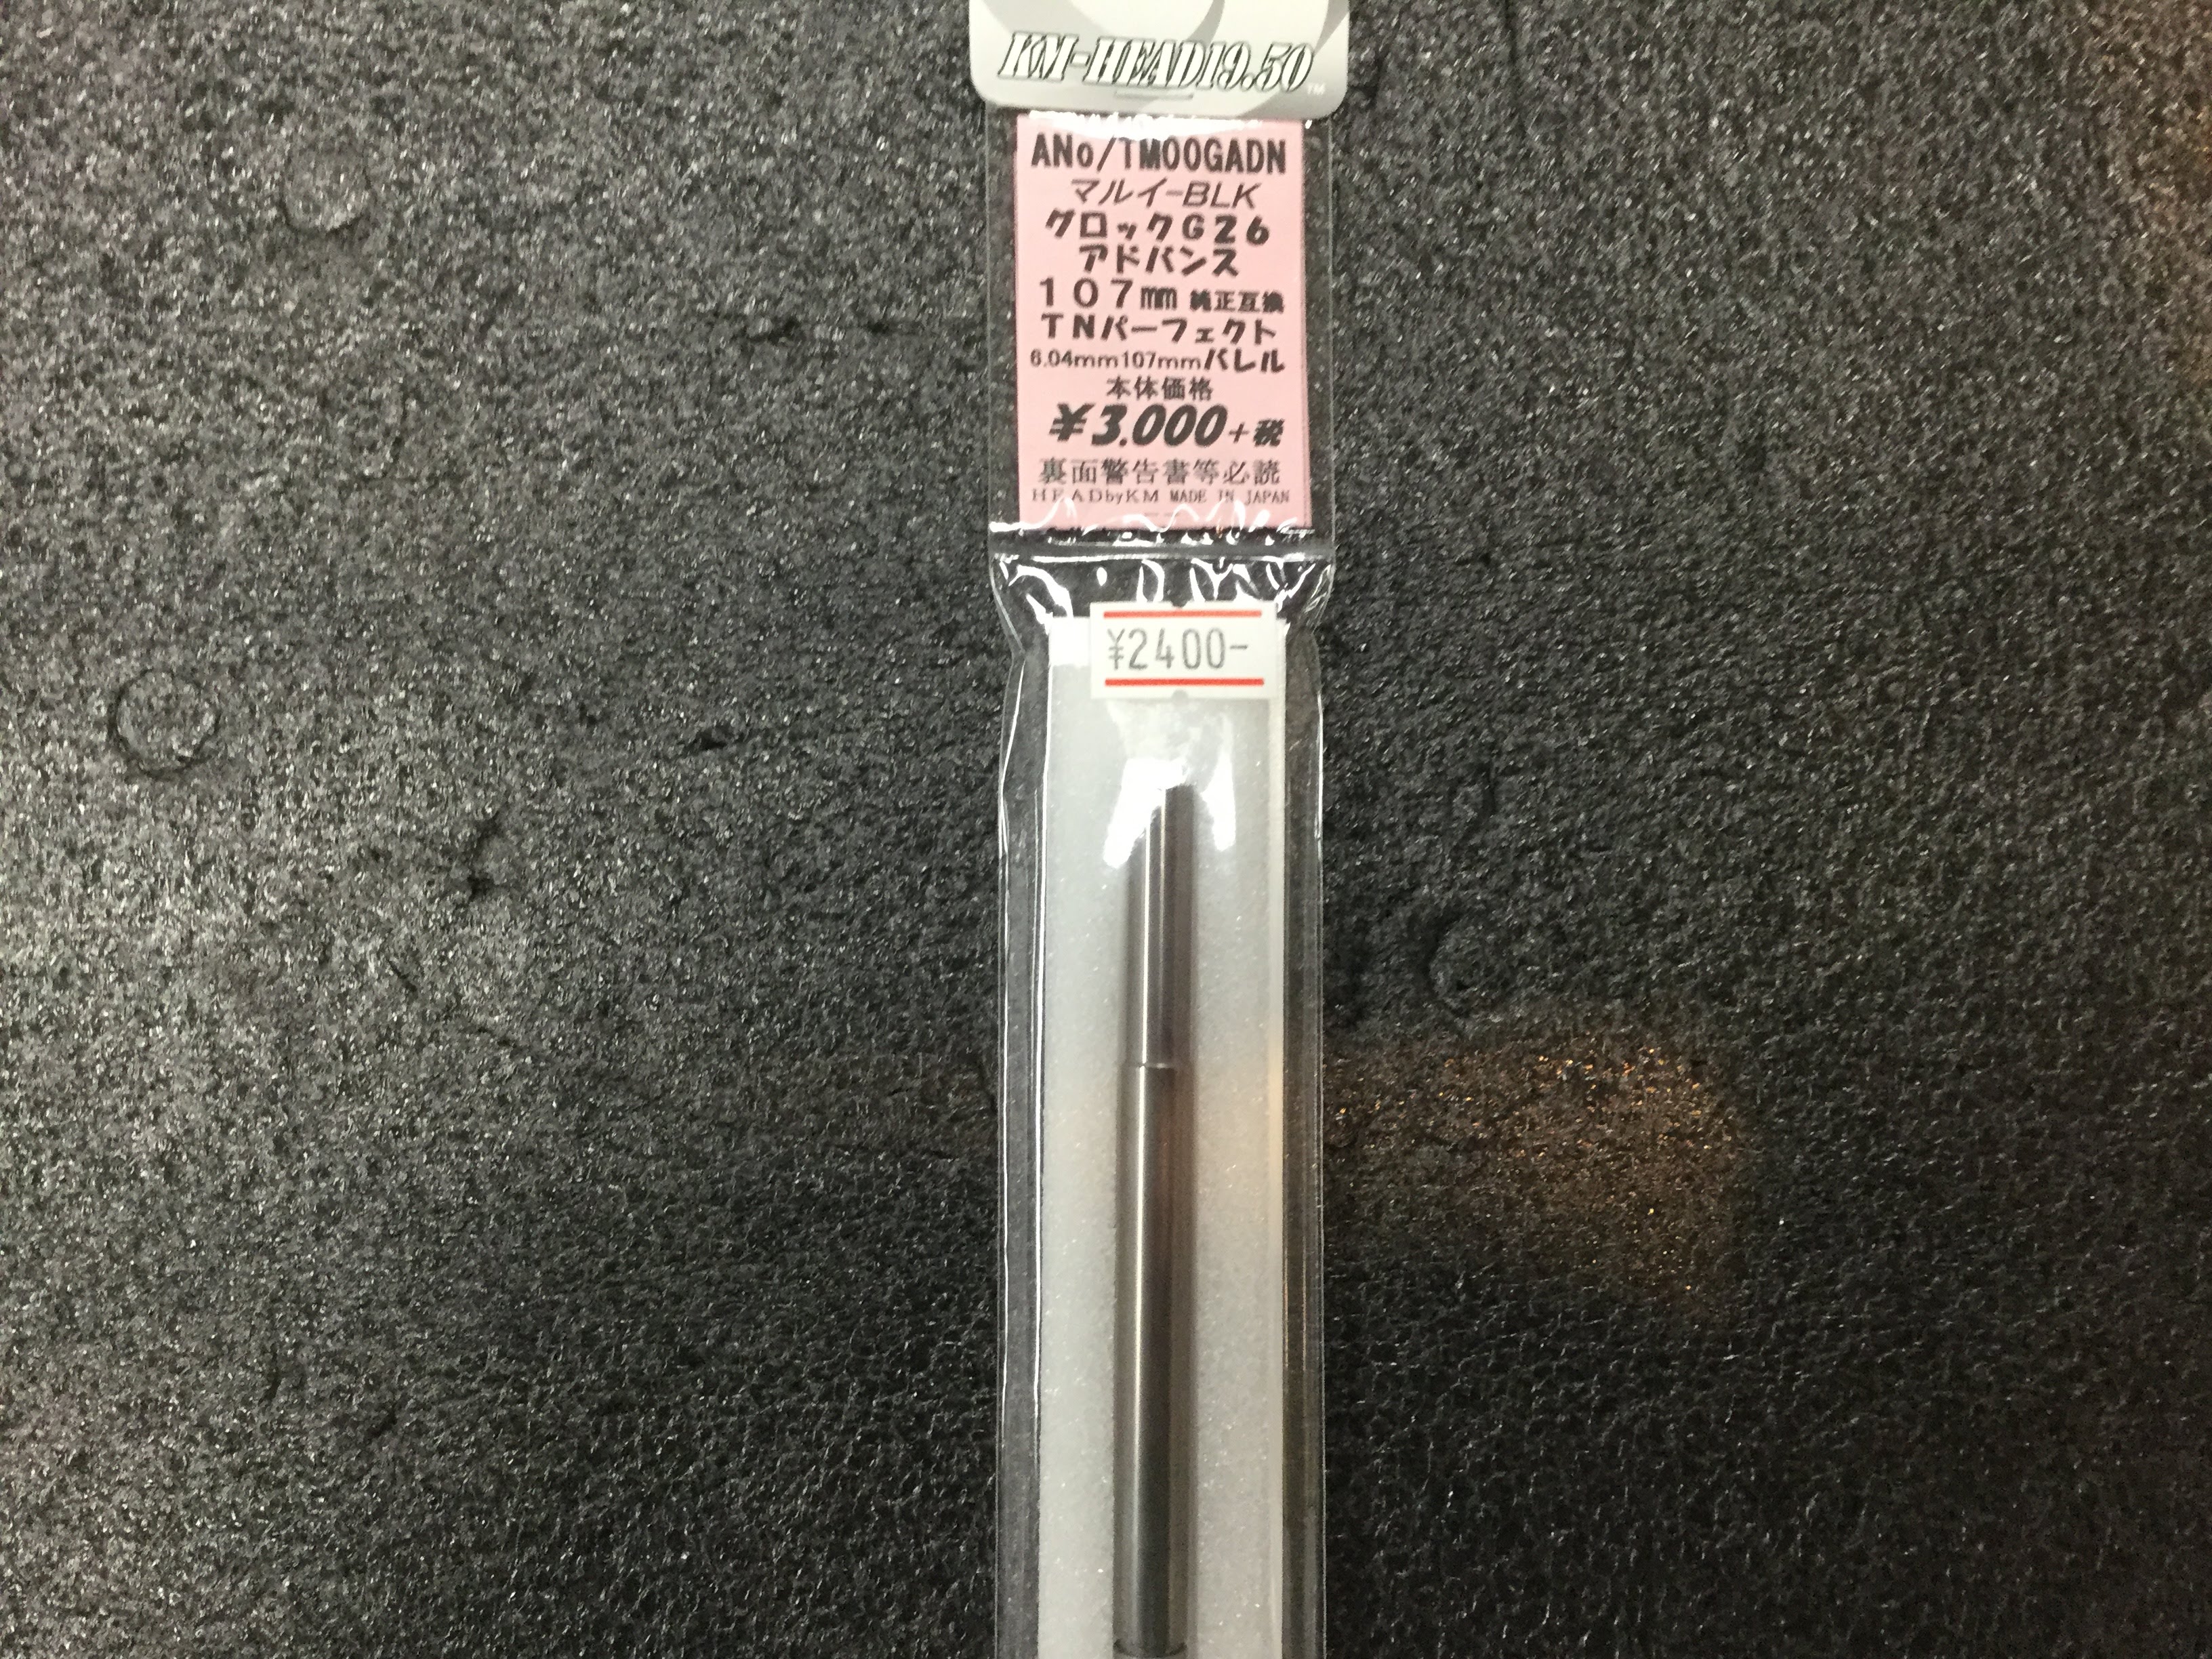 KM-HEAD19.50 TM
ANo/TM00GADN
マルイ-BLK
グロックG26
アドバンス
107mm 純正互換
TNパーフェクト
6.04mm107mmバレル
本体価格
¥3.000+税
裏面警告書等必読
HEADbyKM MADE IN JAPAN
¥2400-